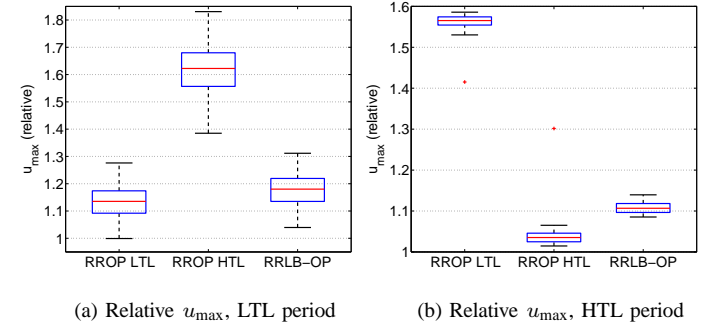 1.8
1.7
1.6
1.5
1.4
1.3
1.2
1.1
1
u_max (relative)
RROP LTL RROP HTL RRLB−OP
(a) Relative u_max, LTL period
1.6
1.5
1.4
1.3
1.2
1.1
1
u_max (relative)
RROP LTL RROP HTL RRLB−OP
(b) Relative u_max, HTL period